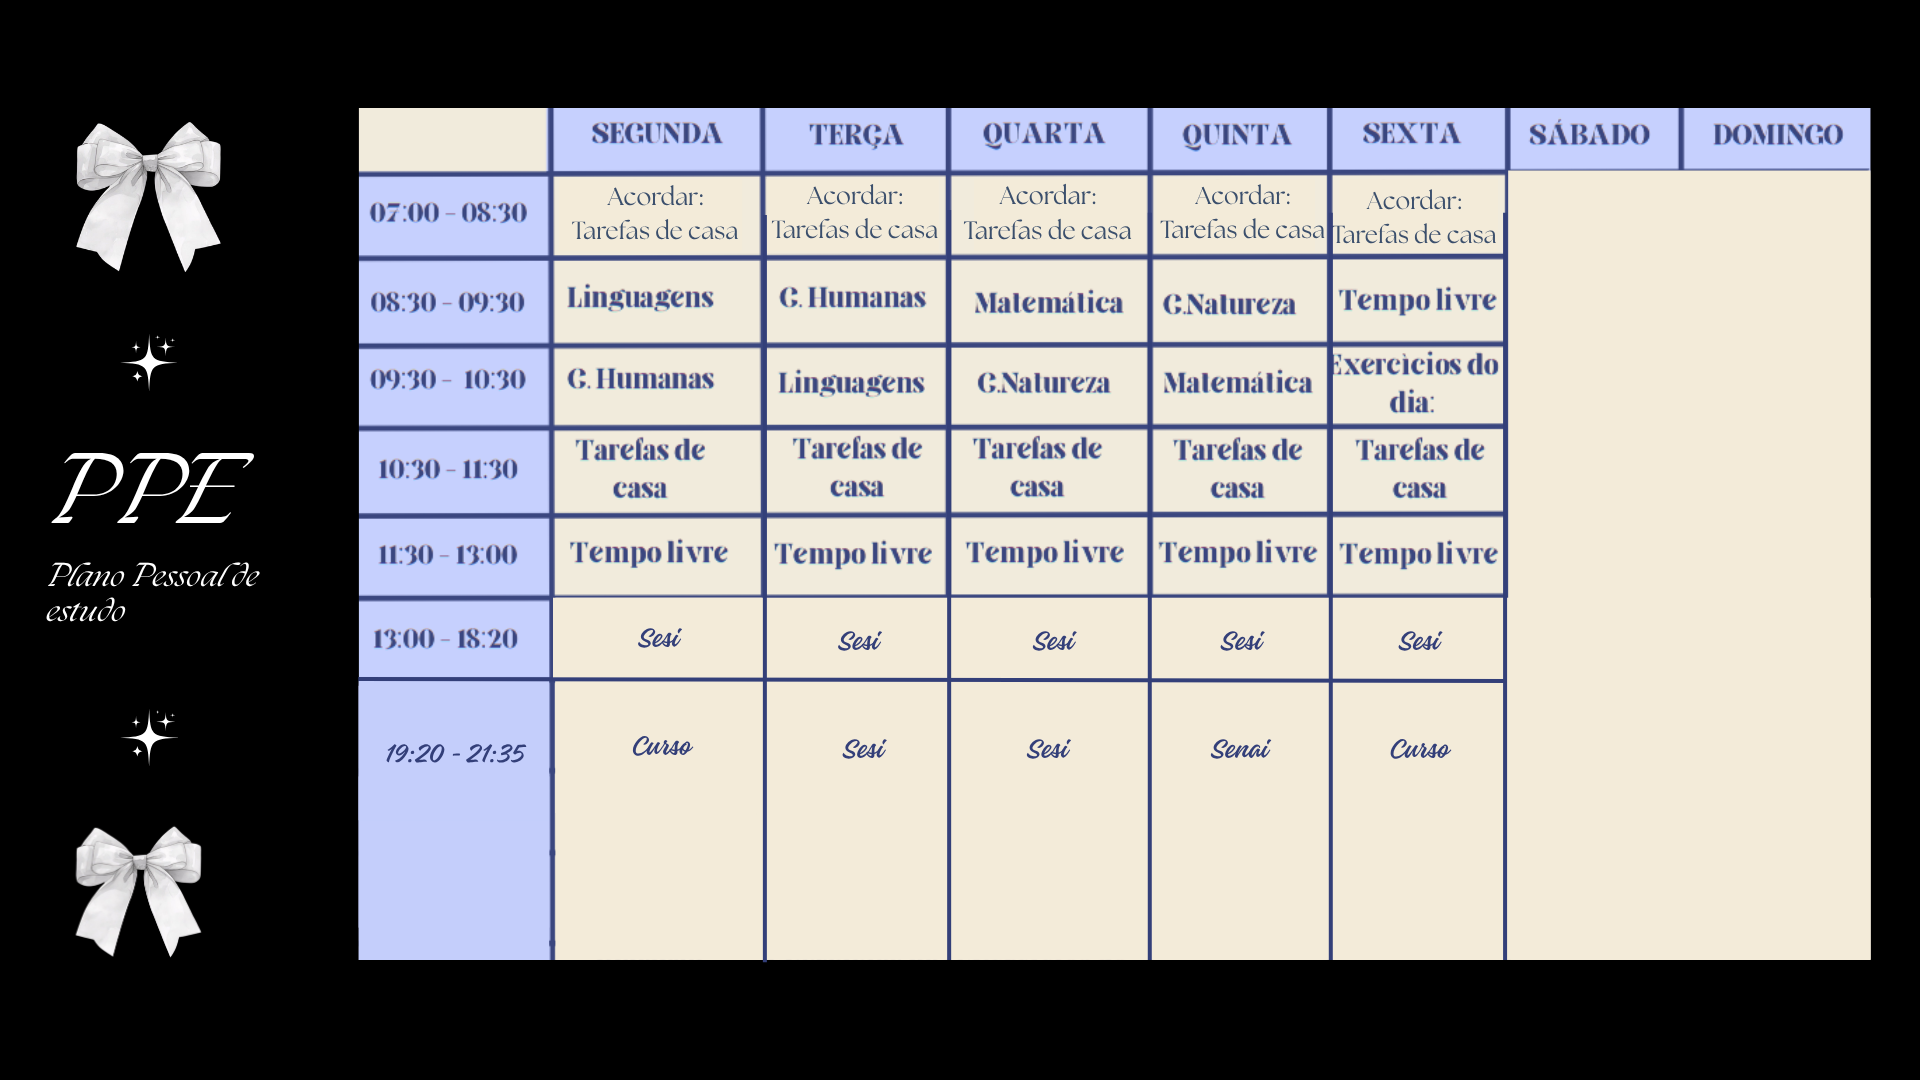 PPE
Plano Pessoal de
estudo
SEGUNDA TERÇA QUARTA QUINTA SEXTA SÁBADO DOMINGO
07:00 - 08:30
Acordar:
Tarefas de casa
Acordar:
Tarefas de casa
Acordar:
Tarefas de casa
Acordar:
Tarefas de casa
Acordar:
Tarefas de casa
08:30 - 09:30 Linguagens C. Humanas Matemática C.Natureza Tempo livre
09:30 - 10:30 C. Humanas Linguagens C.Natureza Matemática
Exercìcios do
dia:
10:30 - 11:30
Tarefas de
casa
Tarefas de
casa
Tarefas de
casa
Tarefas de
casa
Tarefas de
casa
11:30 - 13:00 Tempo livre Tempo livre Tempo livre Tempo livre Tempo livre
13:00 - 18:20 Sesi Sesi Sesi Sesi Sesi
19:20 - 21:35 Curso Sesi Sesi Senai Curso